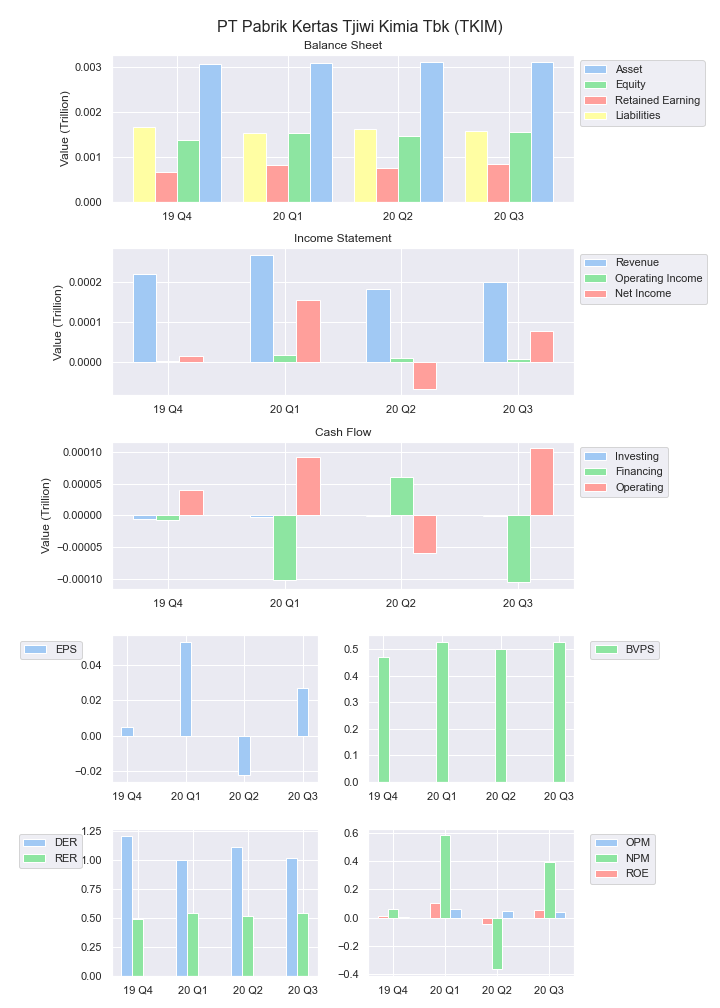 PT Pabrik Kertas Tjiwi Kimia Tbk (TKIM)
Balance Sheet
Value (Trillion)
0.003
0.002
0.001
0.000
19 Q4 20 Q1 20 Q2 20 Q3
Asset
Equity
Retained Earning
Liabilities
Income Statement
Value (Trillion)
0.0002
0.0001
0.0000
19 Q4 20 Q1 20 Q2 20 Q3
Revenue
Operating Income
Net Income
Cash Flow
Value (Trillion)
0.00010
0.00005
0.00000
−0.00005
−0.00010
19 Q4 20 Q1 20 Q2 20 Q3
Investing
Financing
Operating
EPS
0.04
0.02
0.00
−0.02
19 Q4 20 Q1 20 Q2 20 Q3
0.5
0.4
0.3
0.2
0.1
0.0
19 Q4 20 Q1 20 Q2 20 Q3
BVPS
DER
RER
1.25
1.00
0.75
0.50
0.25
0.00
19 Q4 20 Q1 20 Q2 20 Q3
0.6
0.4
0.2
0.0
−0.2
−0.4
19 Q4 20 Q1 20 Q2 20 Q3
OPM
NPM
ROE